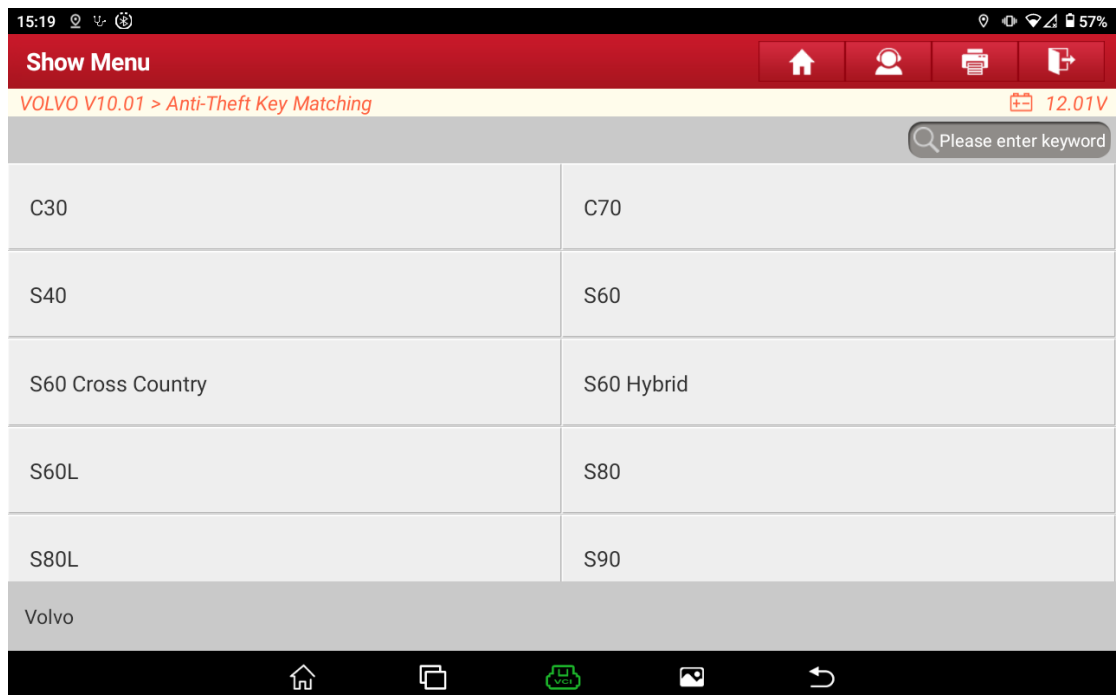 15:19
57%
Show Menu
VOLVO V10.01 > Anti-Theft Key Matching
12.01V
Please enter keyword
C30
C70
S40
S60
S60 Cross Country
S60 Hybrid
S60L
S80
S80L
S90
Volvo
VCI